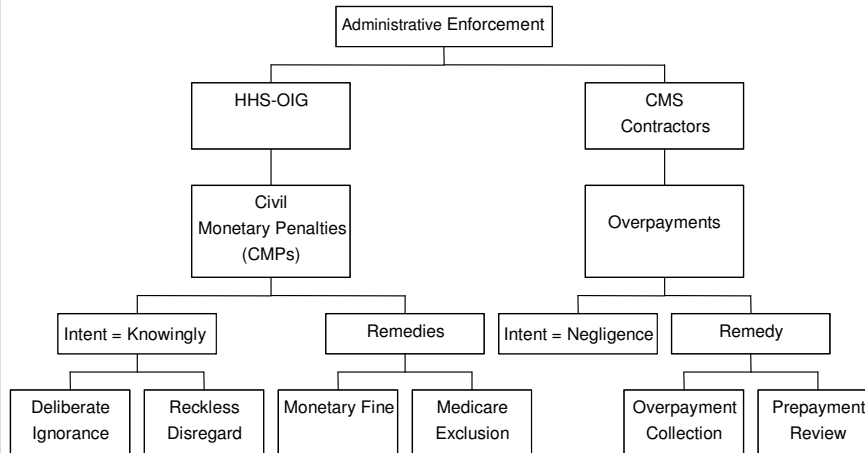 Administrative Enforcement
HHS-OIG
CMS
Contractors
Civil
Monetary Penalties
(CMPs)
Overpayments
Intent = Knowingly
Remedies
Intent = Negligence
Remedy
Deliberate
Ignorance
Reckless
Disregard
Monetary Fine
Medicare
Exclusion
Overpayment
Collection
Prepayment
Review